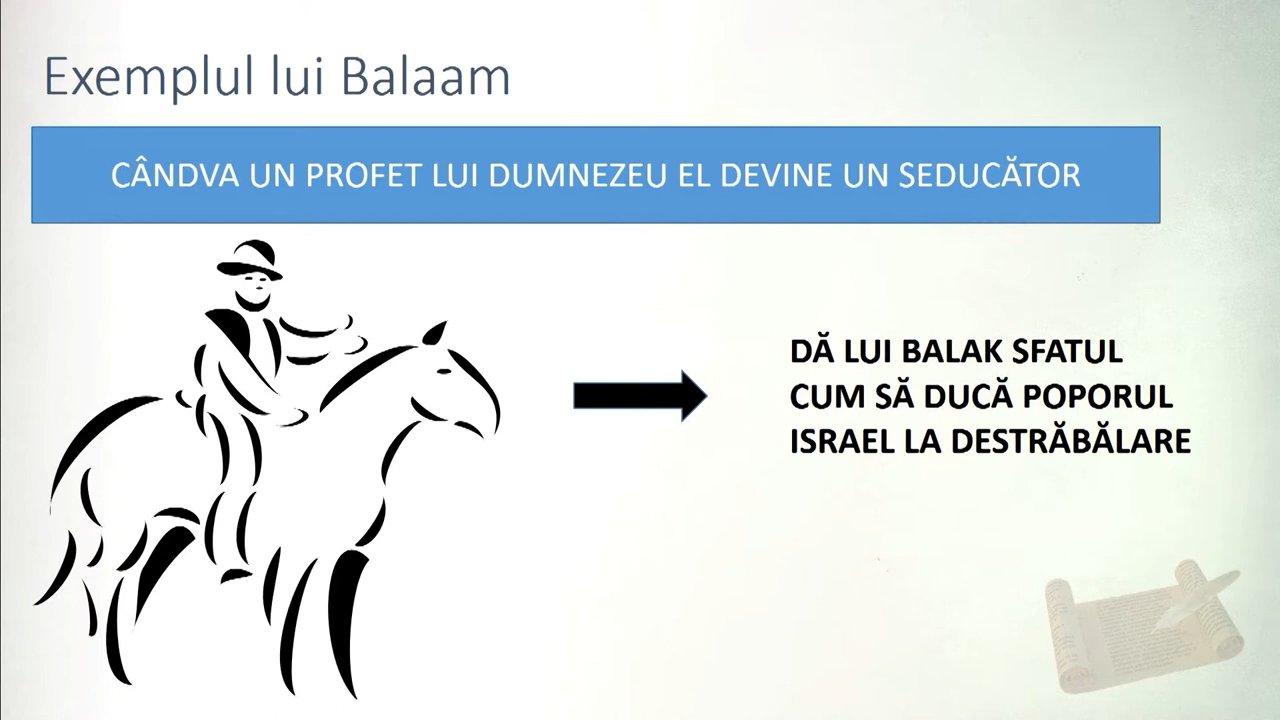 Exemplul lui Balaam
CÂNDVA UN PROFET LUI DUMNEZEU EL DEVINE UN SEDUCĂTOR
DĂ LUI BALAK SFATUL
CUM SĂ DUCĂ POPORUL
ISRAEL LA DESTRĂBĂLARE